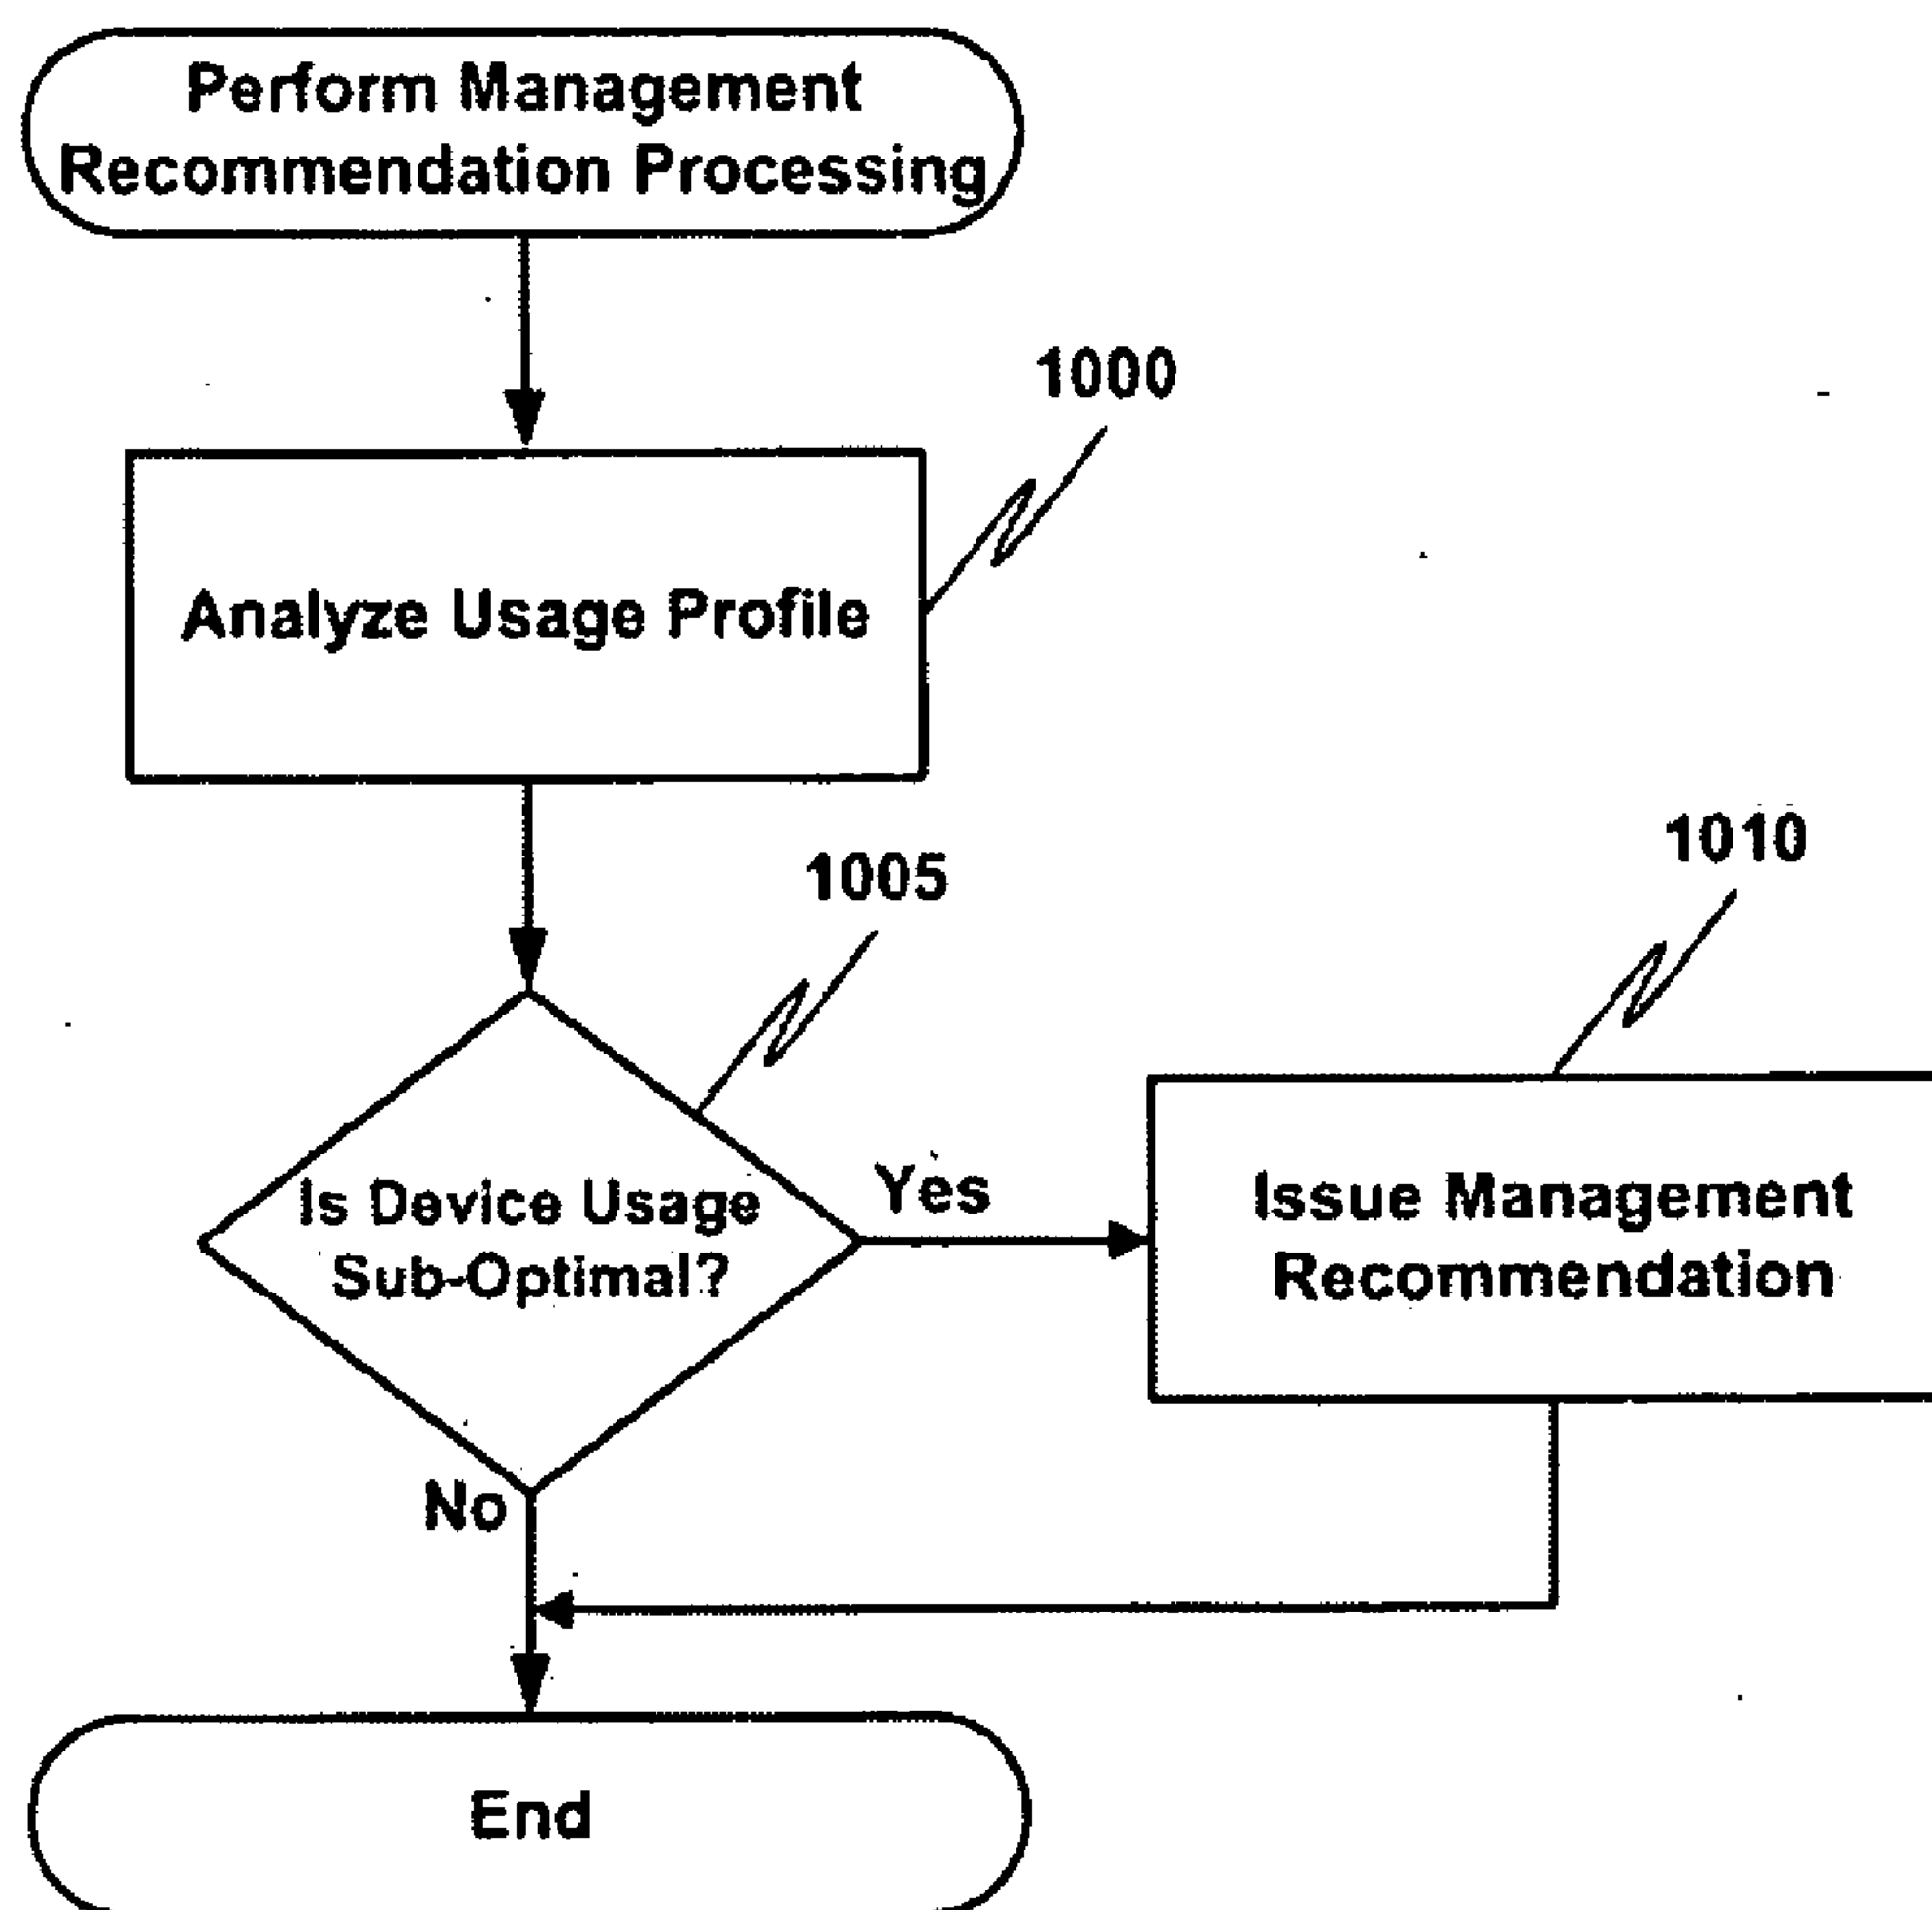 Perform Management
Recommendation Processing
1000
Analyze Usage Profile
1005
1010
Is Device Usage
Sub-Optimal?
Yes
Issue Management
Recommendation
No
End